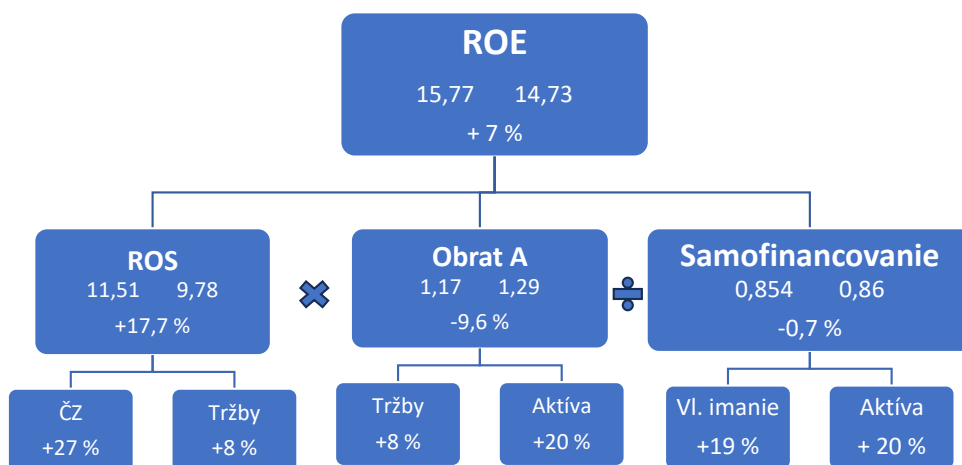 ROE
15,77 14,73
+ 7 %
ROS
11,51 9,78
+17,7 %
Obrat A
1,17 1,29
-9,6 %
Samofinancovanie
0,854 0,86
-0,7 %
ČZ
+27 %
Tržby
+8 %
Tržby
+8 %
Aktíva
+20 %
Vl. imanie
+19 %
Aktíva
+ 20 %